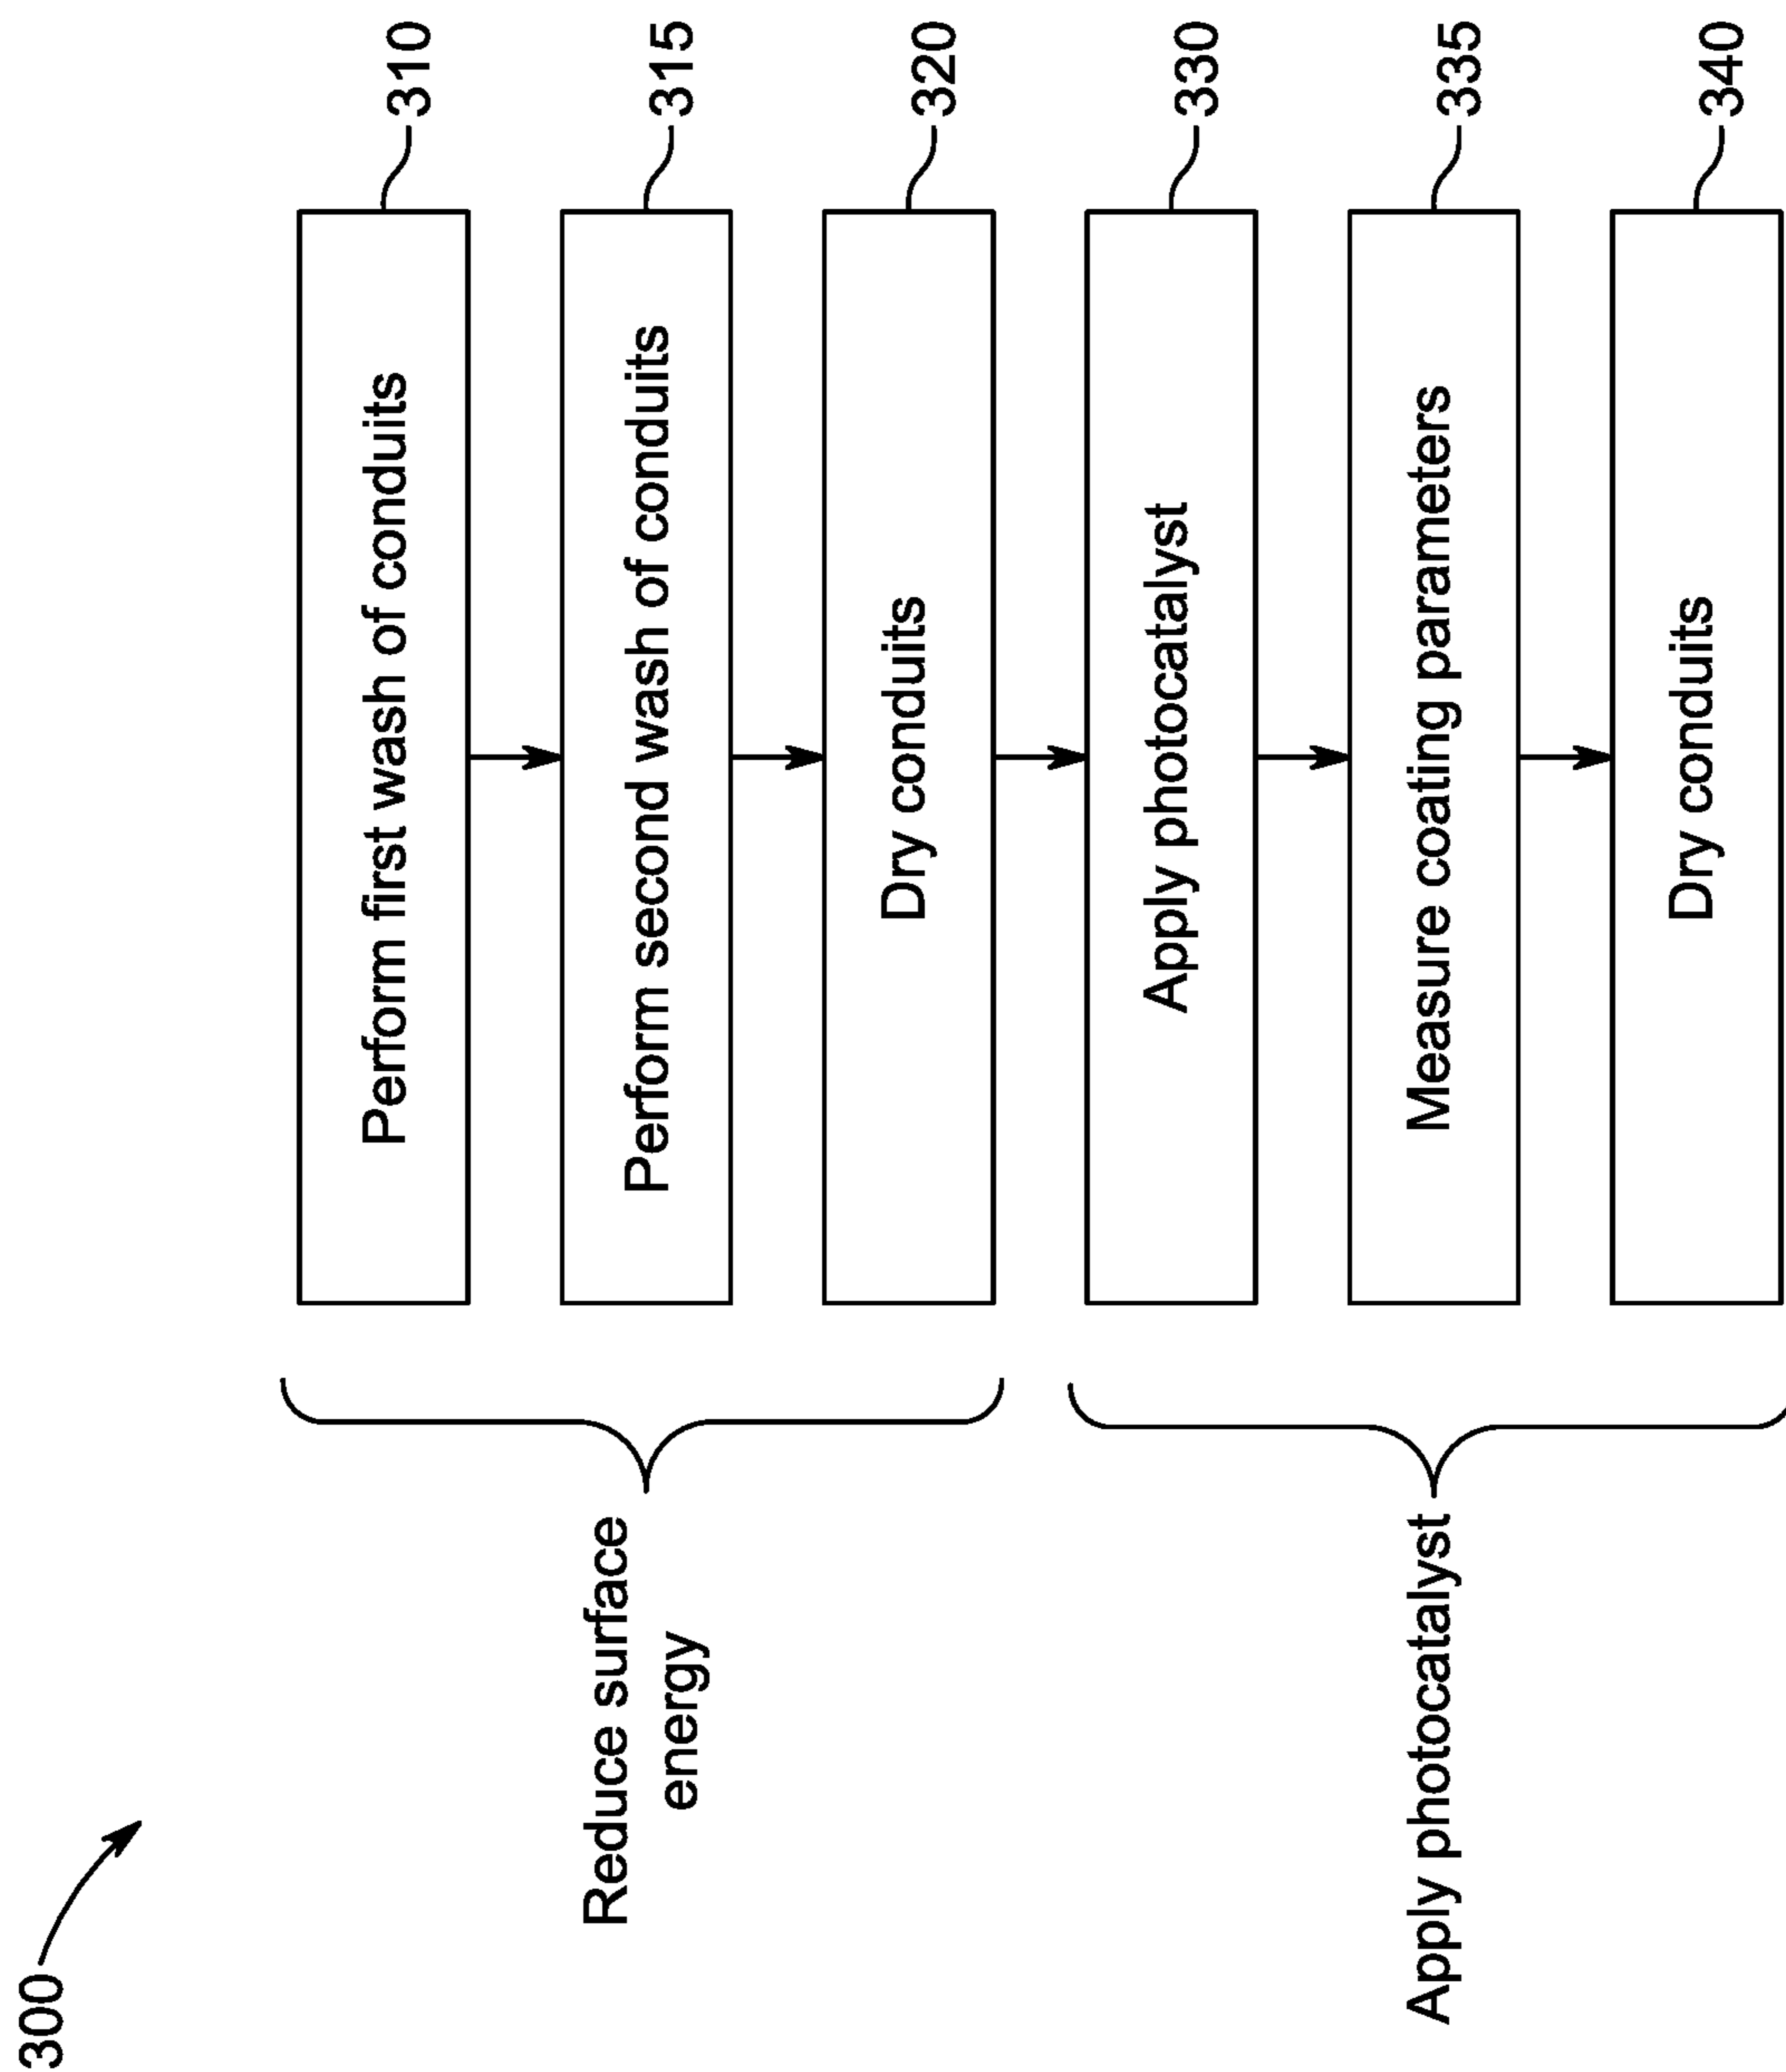 300
Reduce surface
energy
Perform first wash of conduits
310
Perform second wash of conduits
315
Dry conduits
320
Apply photocatalyst
Apply photocatalyst
330
Measure coating parameters
335
Dry conduits
340